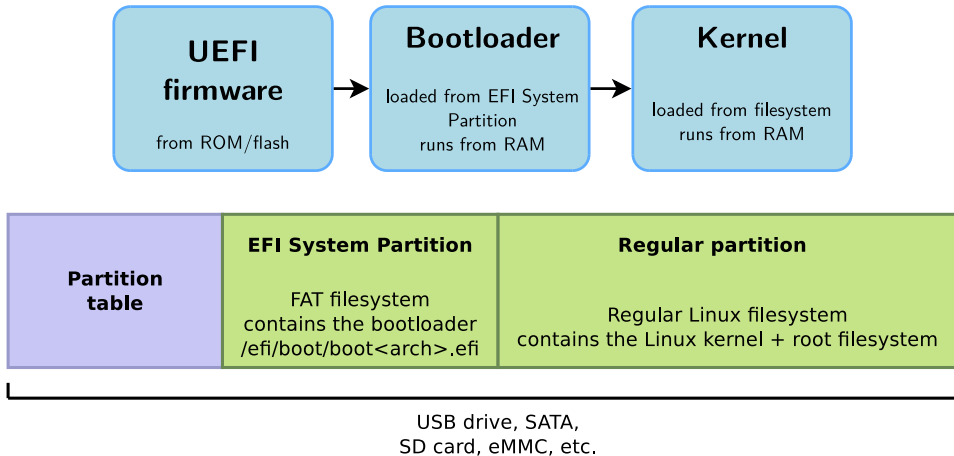 UEFI
firmware
from ROM/flash
Bootloader
loaded from EFI System
Partition
runs from RAM
Kernel
loaded from filesystem
runs from RAM
Partition
table
EFI System Partition
FAT filesystem
contains the bootloader
/efi/boot/boot<arch>.efi
Regular partition
Regular Linux filesystem
contains the Linux kernel + root filesystem
USB drive, SATA,
SD card, eMMC, etc.